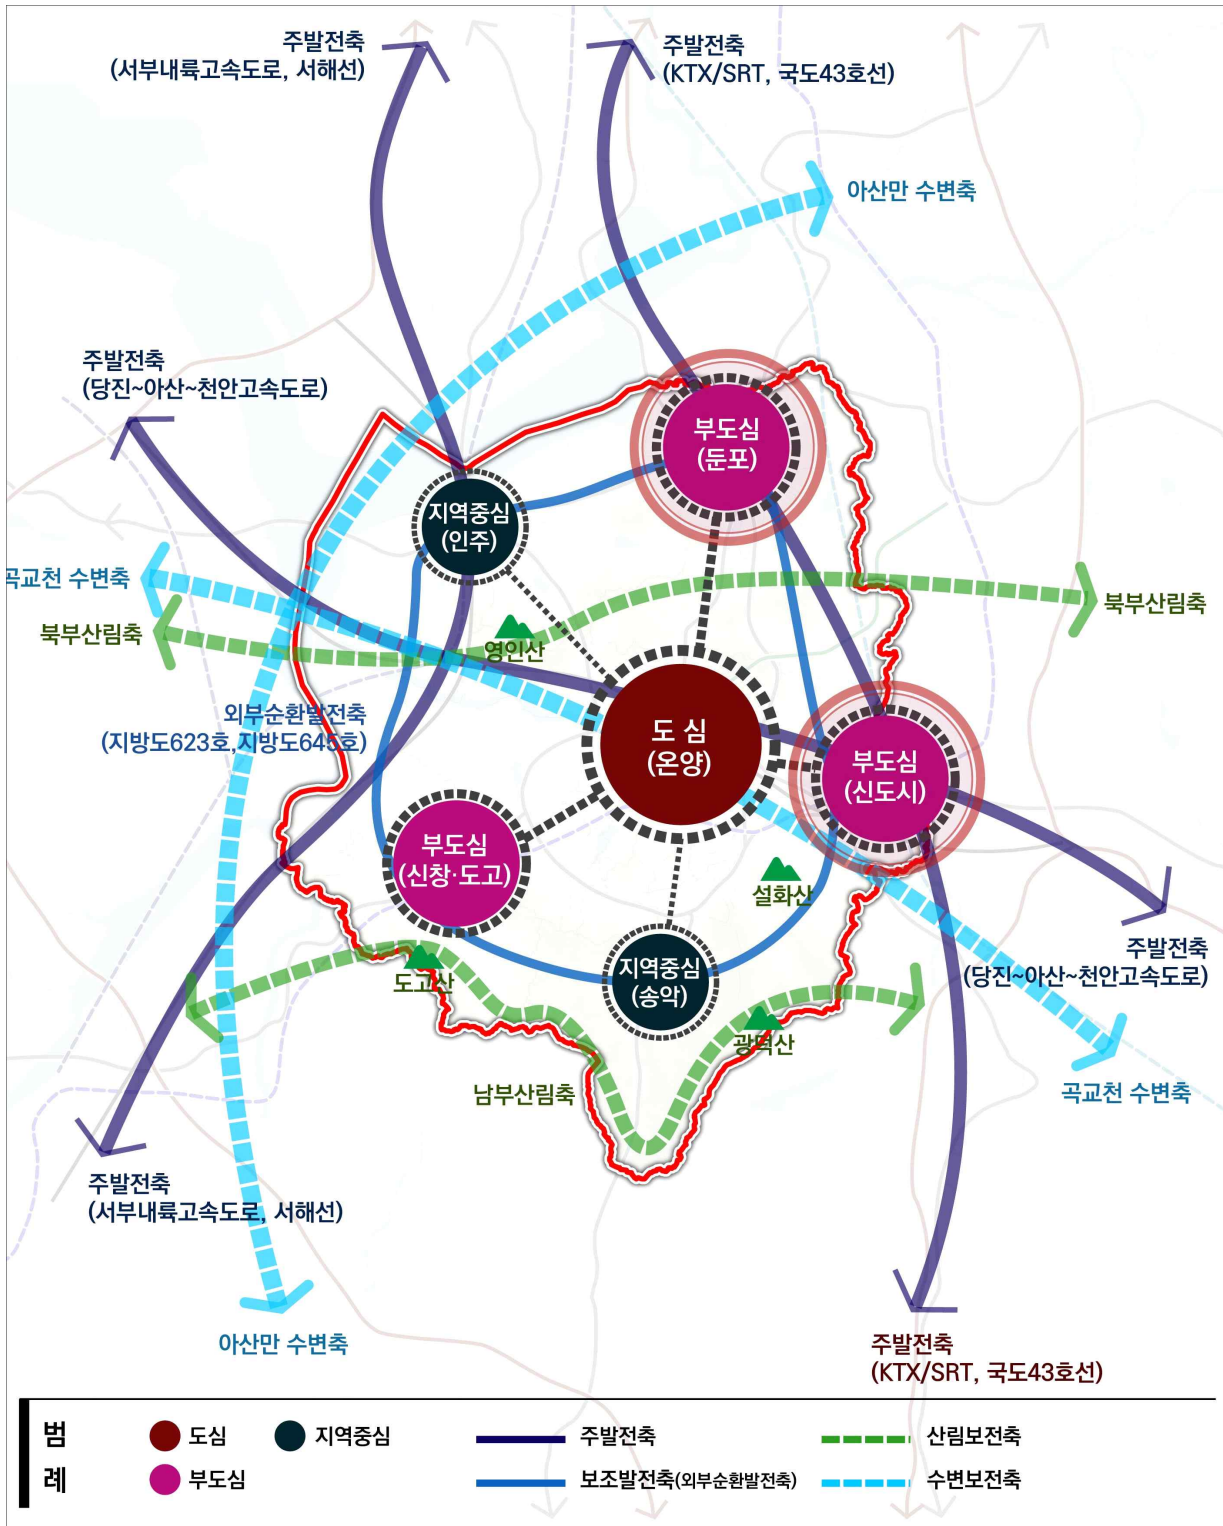 주발전축
(서부내륙고속도로, 서해선)
주발전축
(KTX/SRT, 국도43호선)
아산만 수변축
주발전축
(당진~아산~천안고속도로)
부도심
(둔포)
지역중심
(인주)
곡교천 수변축
북부산림축
북부산림축
영인산
외부순환발전축
(지방도623호,지방도645호)
도 심
(온양)
부도심
(신도시)
부도심
(신창·도고)
설화산
주발전축
(당진~아산~천안고속도로)
지역중심
(송악)
도고산
광덕산
남부산림축
곡교천 수변축
주발전축
(서부내륙고속도로, 서해선)
아산만 수변축
주발전축
(KTX/SRT, 국도43호선)
범
례
도심
지역중심
주발전축
산림보전축
부도심
보조발전축(외부순환발전축)
수변보전축